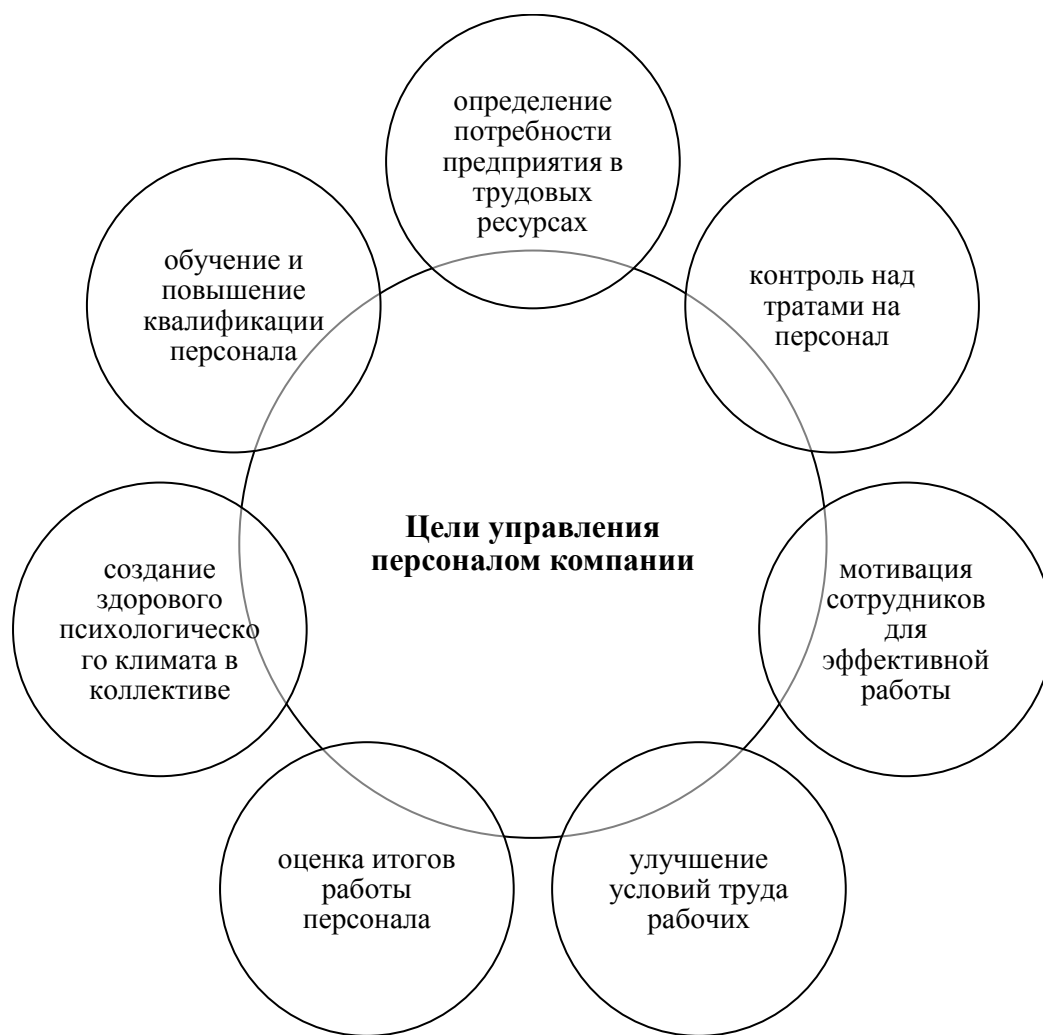 определение
потребности
предприятия в
трудовых
ресурсах
контроль над
тратами на
персонал
мотивация
сотрудников
для
эффективной
работы
улучшение
условий труда
рабочих
оценка итогов
работы
персонала
создание
здорового
психологическо
го климата в
коллективе
обучение и
повышение
квалификации
персонала
Цели управления
персоналом компании